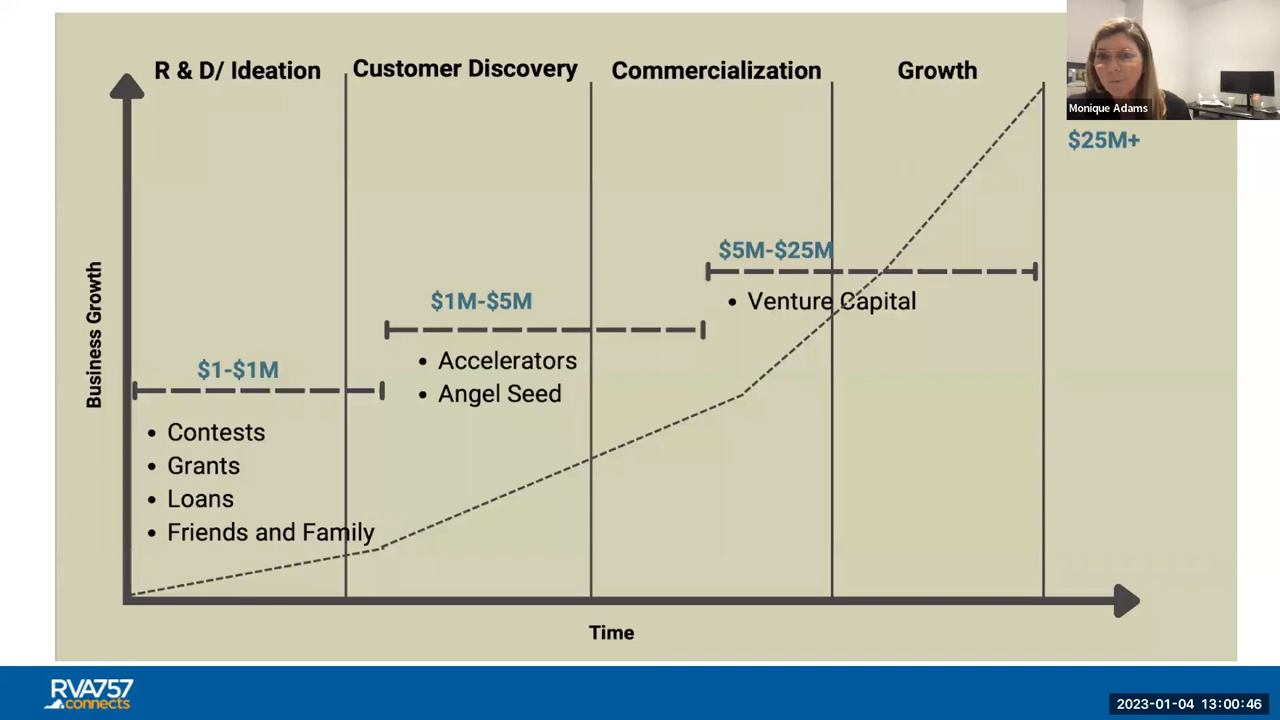 R & D/ Ideation
Customer Discovery
Commercialization
Growth
Monique Adams
$25M+
$5M-$25M
• Venture Capital
$1M-$5M
• Accelerators
• Angel Seed
$1-$1M
• Contests
• Grants
• Loans
• Friends and Family
Business Growth
Time
RVA757
connects
2023-01-04 13:00:46